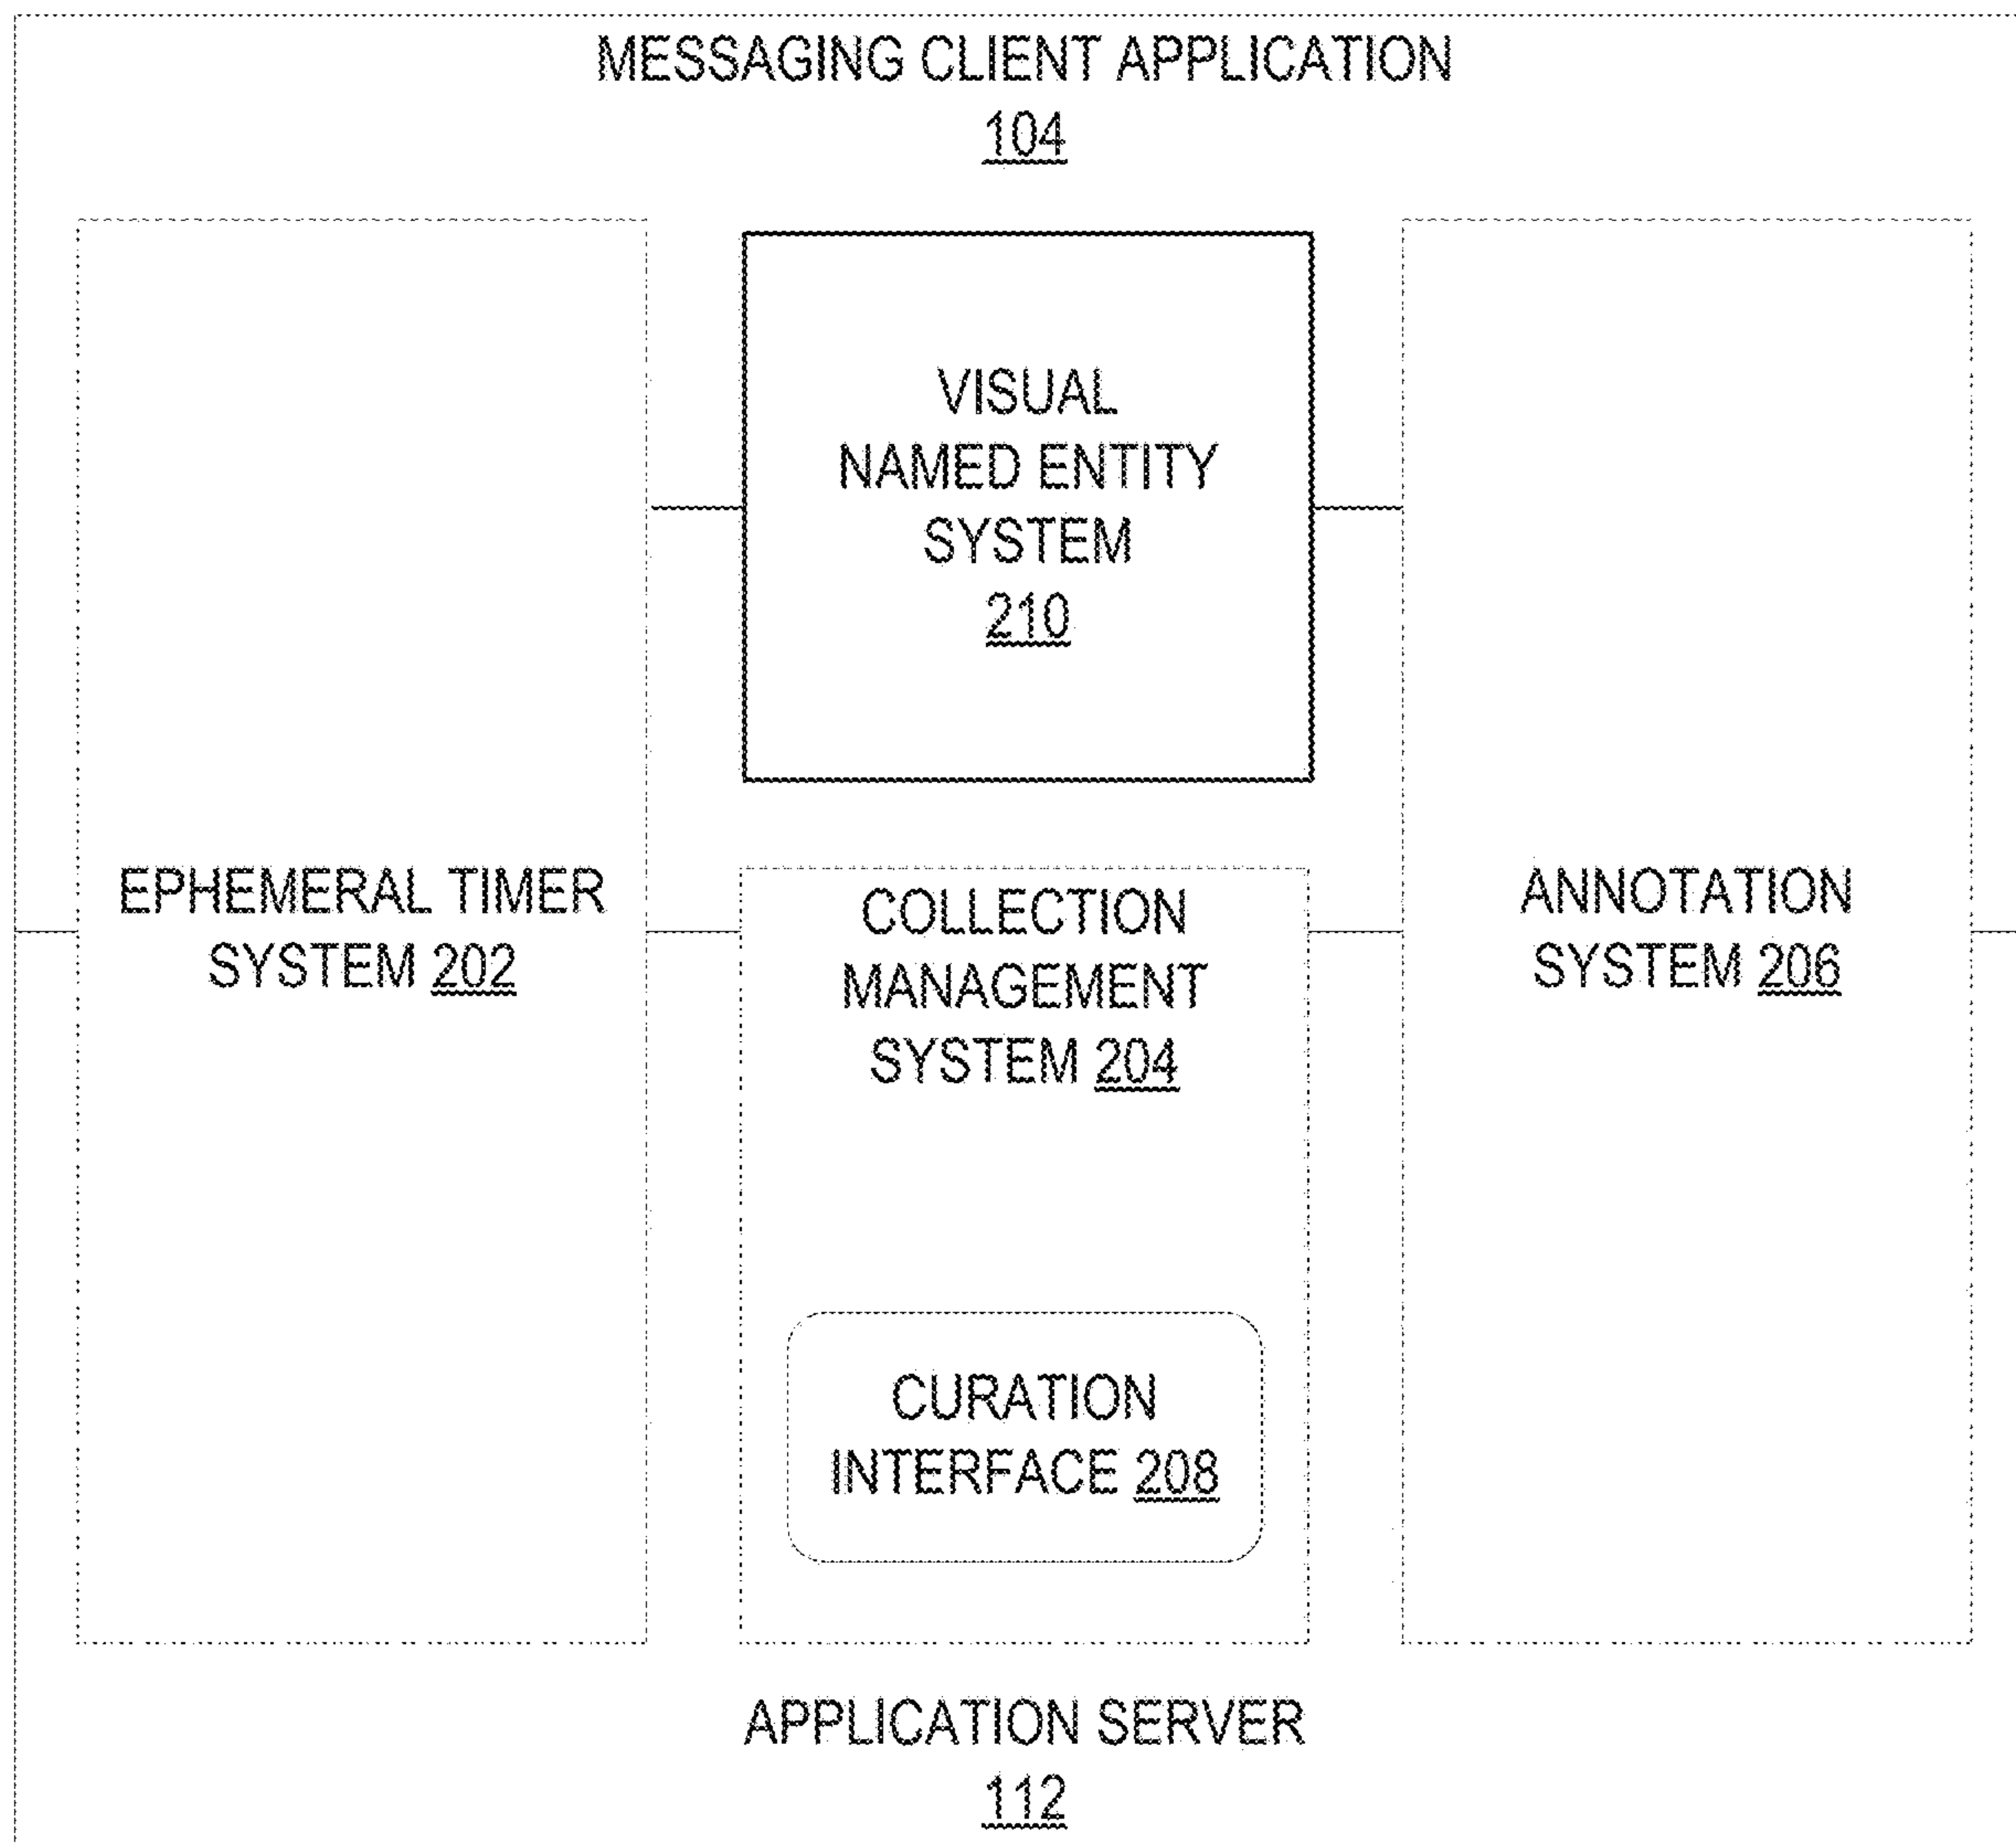 MESSAGING CLIENT APPLICATION
104
VISUAL
NAMED ENTITY
SYSTEM
210
EPHEMERAL TIMER
SYSTEM 202
COLLECTION
MANAGEMENT
SYSTEM 204
ANNOTATION
SYSTEM 206
CURATION
INTERFACE 208
APPLICATION SERVER
112